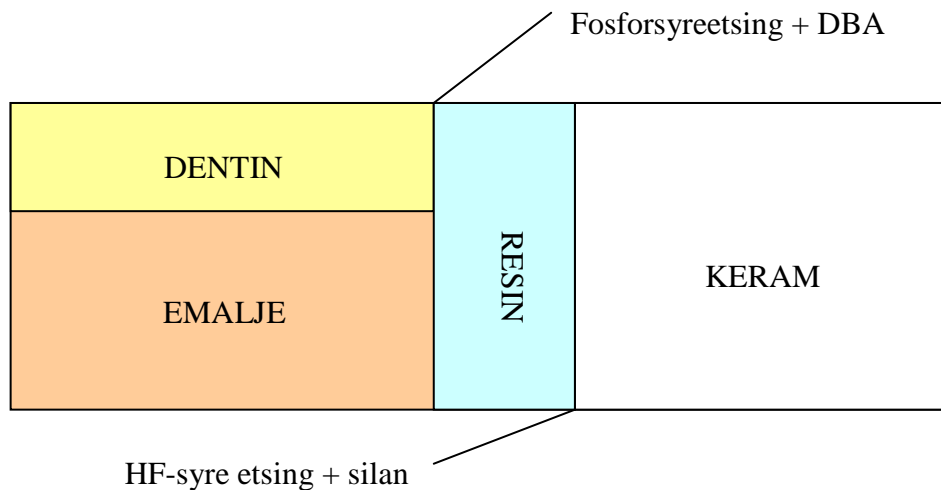 Fosforsyreetsing + DBA
DENTIN
EMALJE
RESIN
KERAM
HF-syre etsing + silan